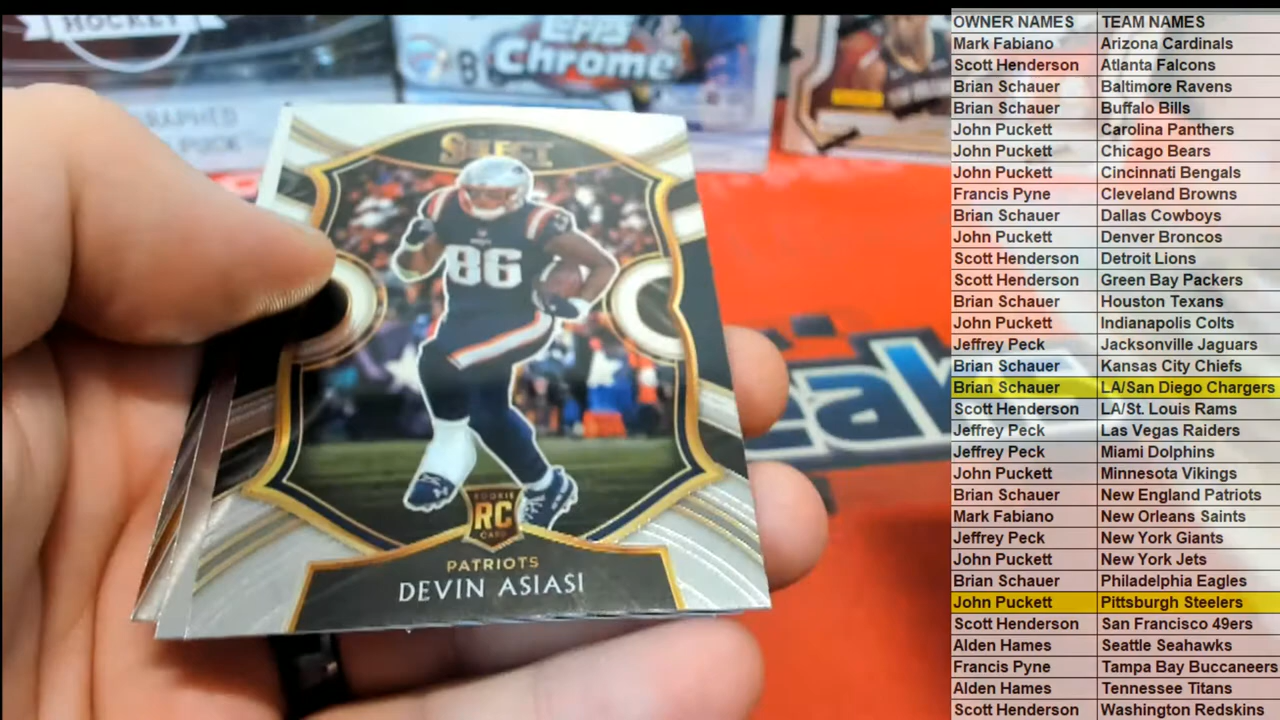 HOCKEY
Chrome
SELECT
86
ROOKIE
RC
CARD
PATRIOTS
DEVIN ASIASI
OWNER NAMES TEAM NAMES
Mark Fabiano Arizona Cardinals
Scott Henderson Atlanta Falcons
Brian Schauer Baltimore Ravens
Brian Schauer Buffalo Bills
John Puckett Carolina Panthers
John Puckett Chicago Bears
John Puckett Cincinnati Bengals
Francis Pyne Cleveland Browns
Brian Schauer Dallas Cowboys
John Puckett Denver Broncos
Scott Henderson Detroit Lions
Scott Henderson Green Bay Packers
Brian Schauer Houston Texans
John Puckett Indianapolis Colts
Jeffrey Peck Jacksonville Jaguars
Brian Schauer Kansas City Chiefs
Brian Schauer LA/San Diego Chargers
Scott Henderson LA/St. Louis Rams
Jeffrey Peck Las Vegas Raiders
Jeffrey Peck Miami Dolphins
John Puckett Minnesota Vikings
Brian Schauer New England Patriots
Mark Fabiano New Orleans Saints
Jeffrey Peck New York Giants
John Puckett New York Jets
Brian Schauer Philadelphia Eagles
John Puckett Pittsburgh Steelers
Scott Henderson San Francisco 49ers
Alden Hames Seattle Seahawks
Francis Pyne Tampa Bay Buccaneers
Alden Hames Tennessee Titans
Scott Henderson Washington Redskins